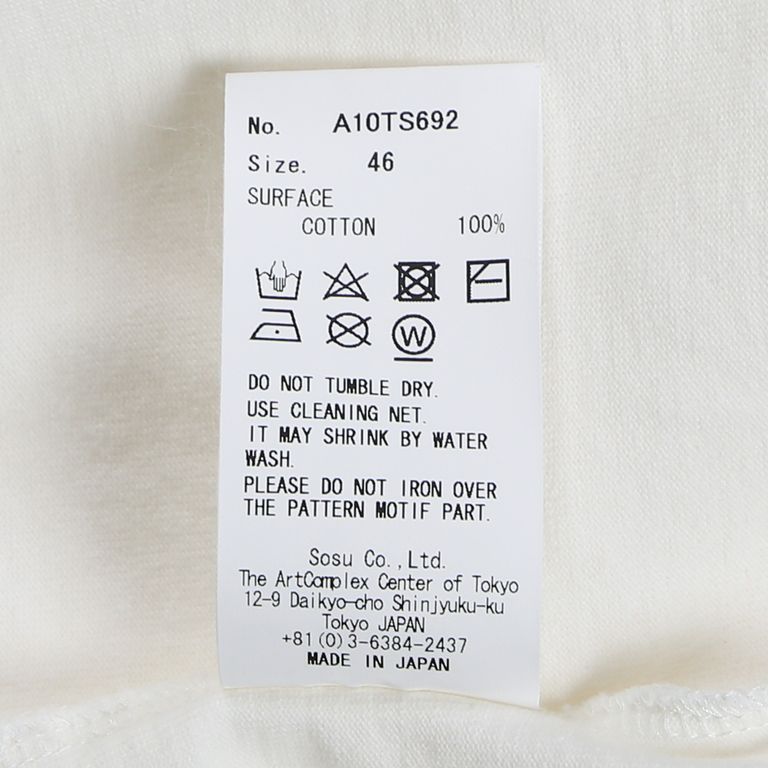 No. A10TS692
Size. 46
SURFACE
COTTON 100%
W
DO NOT TUMBLE DRY.
USE CLEANING NET.
IT MAY SHRINK BY WATER
WASH.
PLEASE DO NOT IRON OVER
THE PATTERN MOTIF PART.
Sosu Co.,Ltd.
The ArtComplex Center of Tokyo
12-9 Daikyo-cho Shinjyuku-ku
Tokyo JAPAN
+81(0)3-6384-2437
MADE IN JAPAN